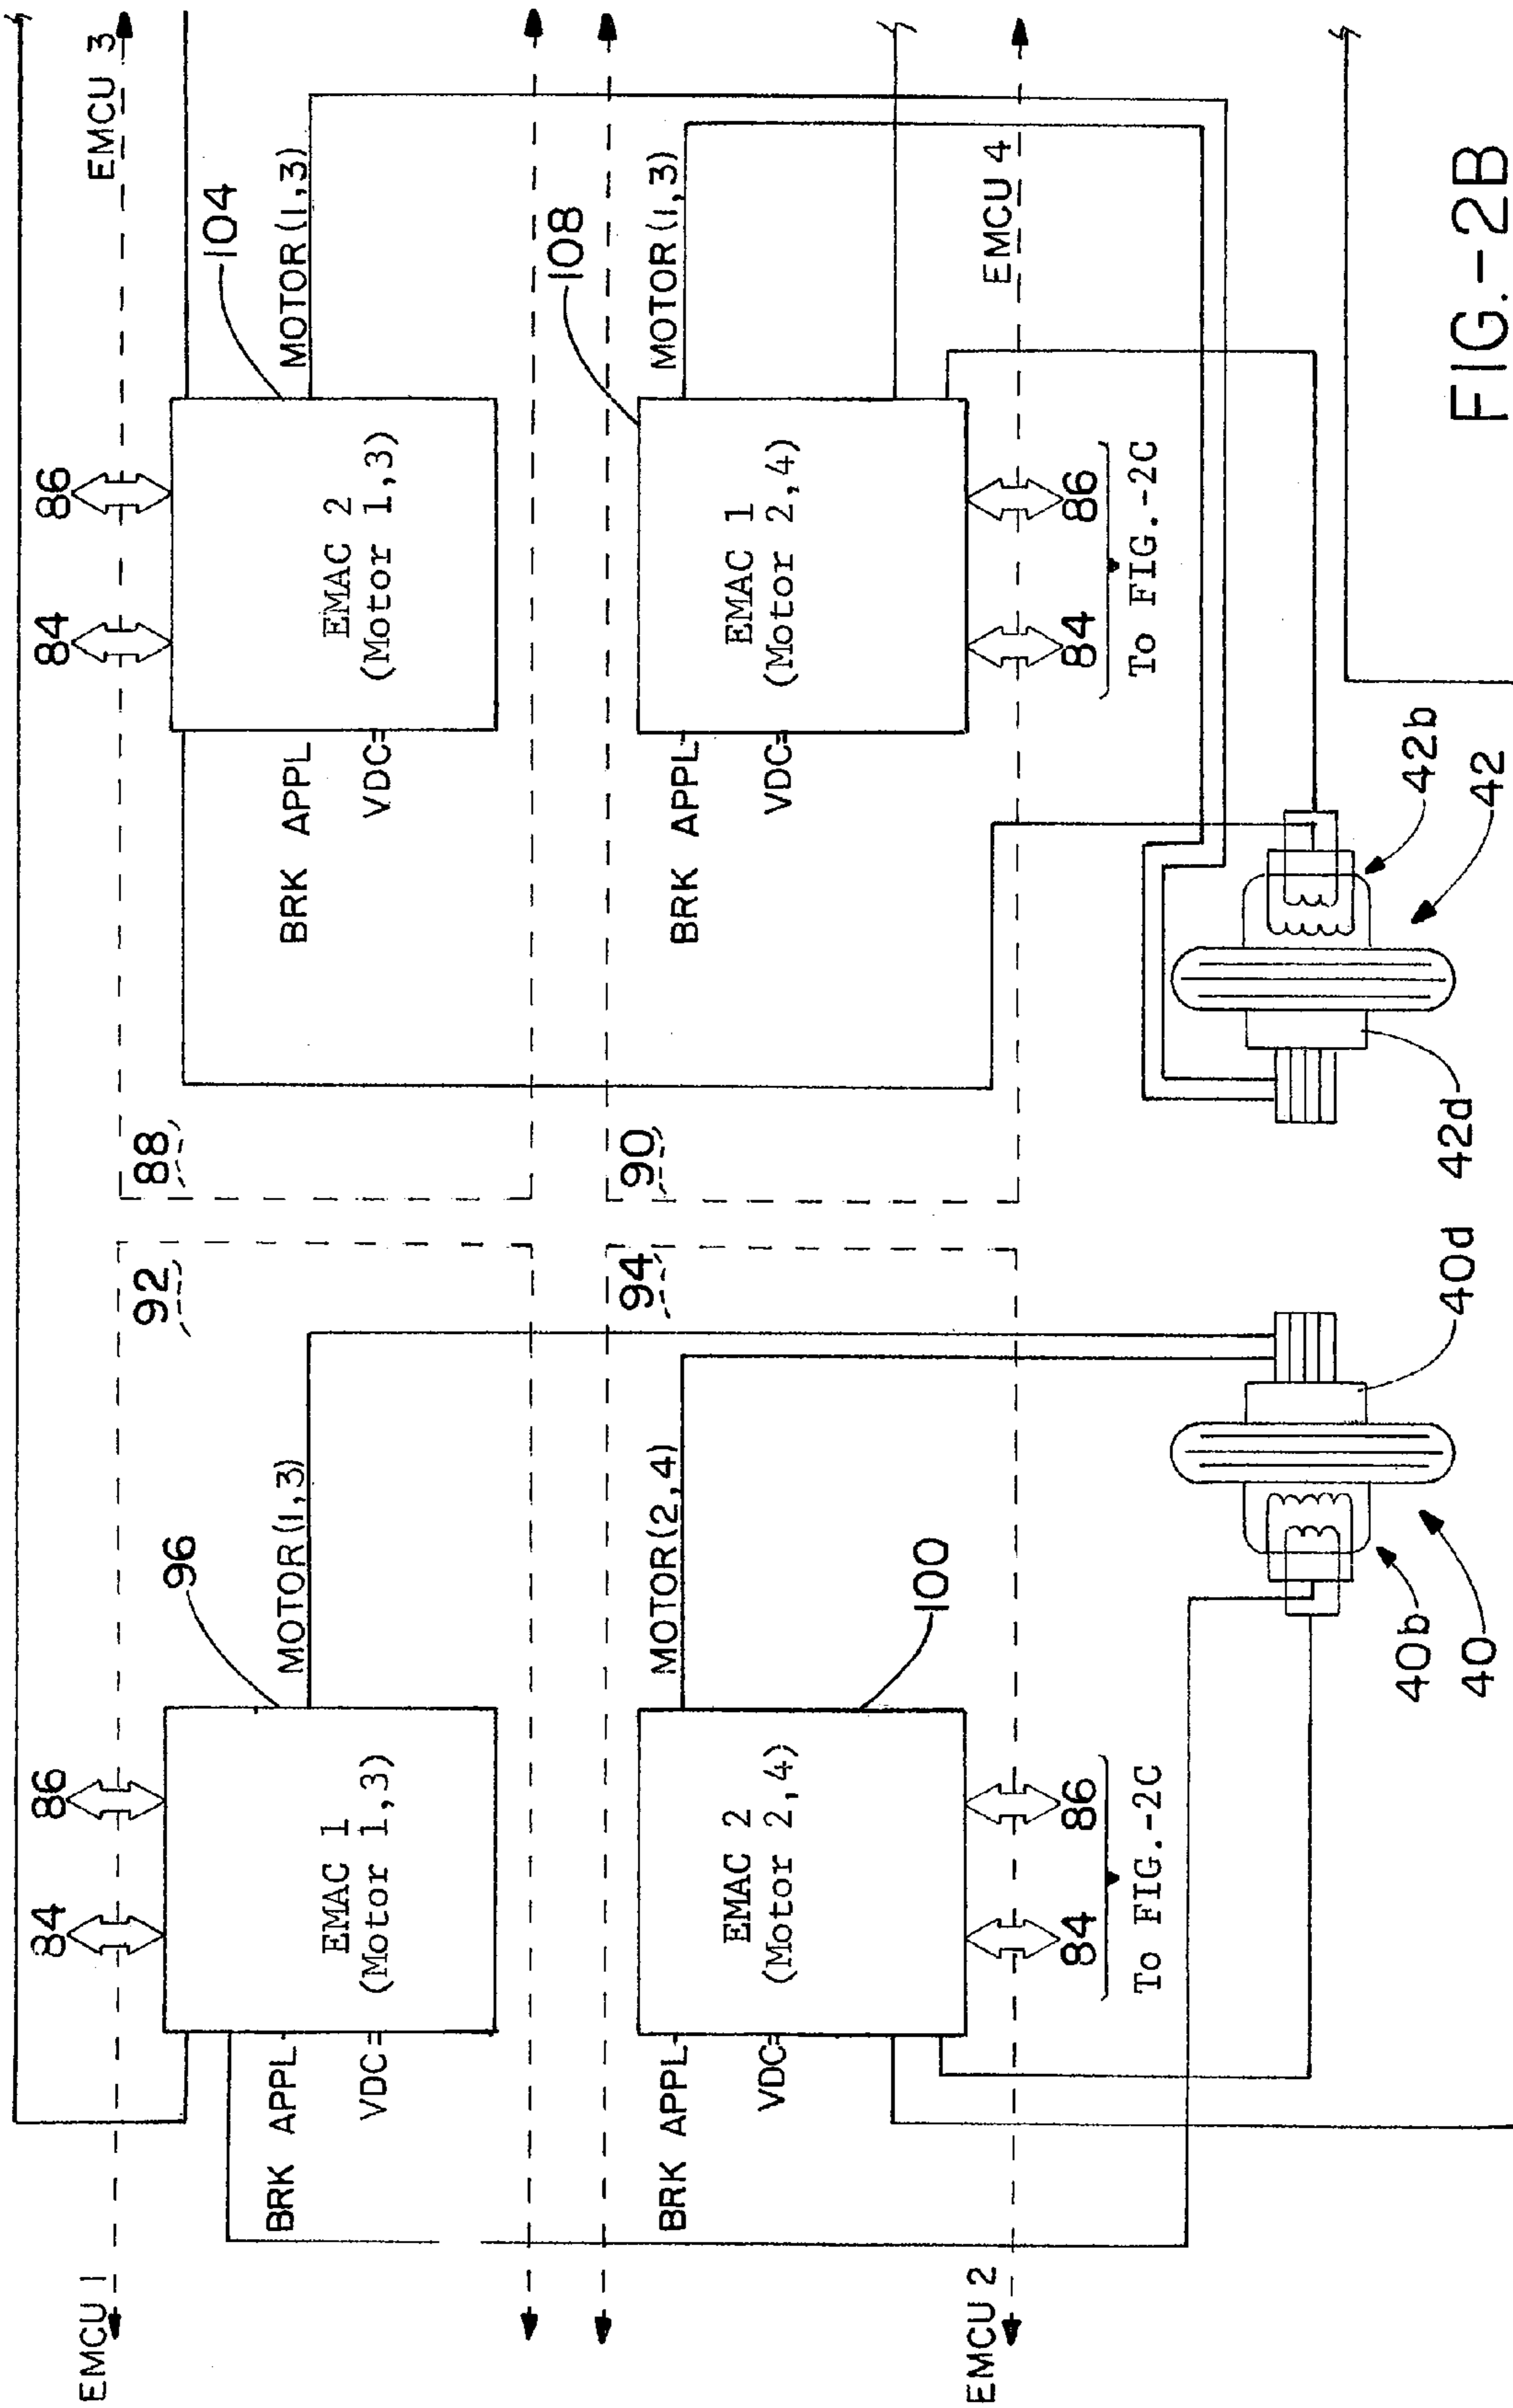 EMCU 1
EMCU 3
84
86
84
86
92
88
96
104
EMAC 1
(Motor 1,3)
MOTOR(1,3)
EMAC 2
(Motor 1,3)
MOTOR(1,3)
BRK APPL
VDC
BRK APPL
VDC
94
90
108
EMAC 2
(Motor 2,4)
MOTOR(2,4)
EMAC 1
(Motor 2,4)
MOTOR(1,3)
BRK APPL
VDC
BRK APPL
VDC
100
EMCU 2
EMCU 4
84
86
84
86
To FIG.-2C
To FIG.-2C
40b
40
40d
42d
42b
42
FIG.-2B